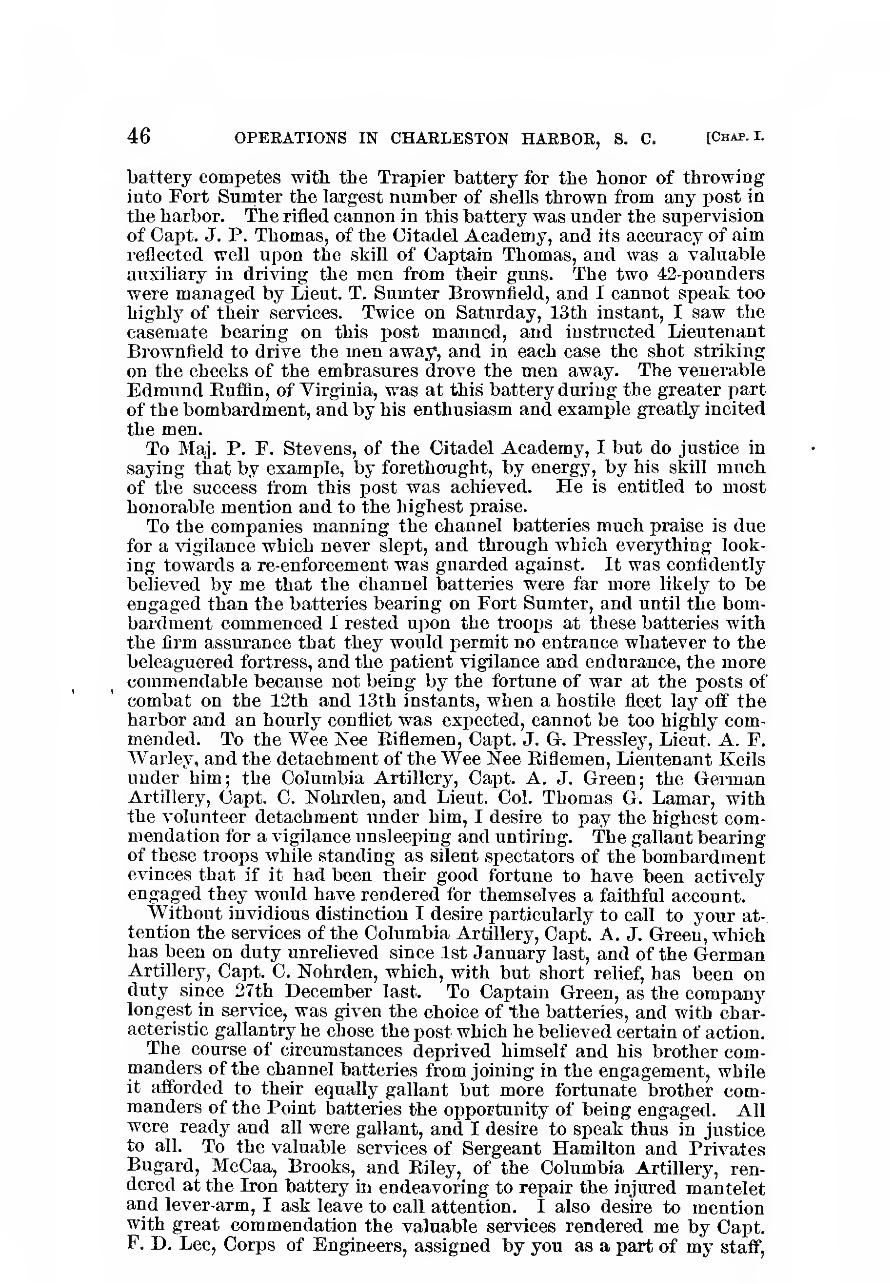 46 OPERATIONS IN CHARLESTON HARBOR, S. C. [CHAP. I.
battery competes with the Trapier battery for the honor of throwing
into Fort Sumter the largest number of shells thrown from any post in
the harbor. The rifled cannon in this battery was under the supervision
of Capt. J. P. Thomas, of the Citadel Academy, and its accuracy of aim
reflected well upon the skill of Captain Thomas, and was a valuable
auxiliary in driving the men from their guns. The two 42-pounders
were managed by Lieut. T. Sumter Brownfield, and I cannot speak too
highly of their services. Twice on Saturday, 13th instant, I saw the
casemate bearing on this post manned, and instructed Lieutenant
Brownfield to drive the men away, and in each case the shot striking
on the cheeks of the embrasures drove the men away. The venerable
Edmund Ruffin, of Virginia, was at this battery during the greater part
of the bombardment, and by his enthusiasm and example greatly incited
the men.
To Maj. P. F. Stevens, of the Citadel Academy, I but do justice in
saying that by example, by forethought, by energy, by his skill much
of the success from this post was achieved. He is entitled to most
honorable mention and to the highest praise.
To the companies manning the channel batteries much praise is due
for a vigilance which never slept, and through which everything look-
ing towards a re-enforcement was guarded against. It was confidently
believed by me that the channel batteries were far more likely to be
engaged than the batteries bearing on Fort Sumter, and until the bom-
bardment commenced I rested upon the troops at these batteries with
the firm assurance that they would permit no entrance whatever to the
beleaguered fortress, and the patient vigilance and endurance, the more
commendable because not being by the fortune of war at the posts of
combat on the 12th and 13th instants, when a hostile fleet lay off the
harbor and an hourly conflict was expected, cannot be too highly com-
mended. To the Wee Nee Riflemen, Capt. J. G. Pressley, Lieut. A. F.
Warley, and the detachment of the Wee Nee Riflemen, Lieutenant Keils
under him; the Columbia Artillery, Capt. A. J. Green; the German
Artillery, Capt. C. Nohrden, and Lieut. Col. Thomas G. Lamar, with
the volunteer detachment under him, I desire to pay the highest com-
mendation for a vigilance unsleeping and untiring. The gallant bearing
of these troops while standing as silent spectators of the bombardment
evinces that if it had been their good fortune to have been actively
engaged they would have rendered for themselves a faithful account.
Without invidious distinction I desire particularly to call to your at-
tention the services of the Columbia Artillery, Capt. A. J. Green, which
has been on duty unrelieved since 1st January last, and of the German
Artillery, Capt. C. Nohrden, which, with but short relief, has been on
duty since 27th December last. To Captain Green, as the company
longest in service, was given the choice of the batteries, and with char-
acteristic gallantry he chose the post which he believed certain of action.
The course of circumstances deprived himself and his brother com-
manders of the channel batteries from joining in the engagement, while
it afforded to their equally gallant but more fortunate brother com-
manders of the Point batteries the opportunity of being engaged. All
were ready and all were gallant, and I desire to speak thus in justice
to all. To the valuable services of Sergeant Hamilton and Privates
Bugard, McCaa, Brooks, and Riley, of the Columbia Artillery, ren-
dered at the Iron battery in endeavoring to repair the injured mantelet
and lever-arm, I ask leave to call attention. I also desire to mention
with great commendation the valuable services rendered me by Capt.
F. D. Lee, Corps of Engineers, assigned by you as a part of my staff,